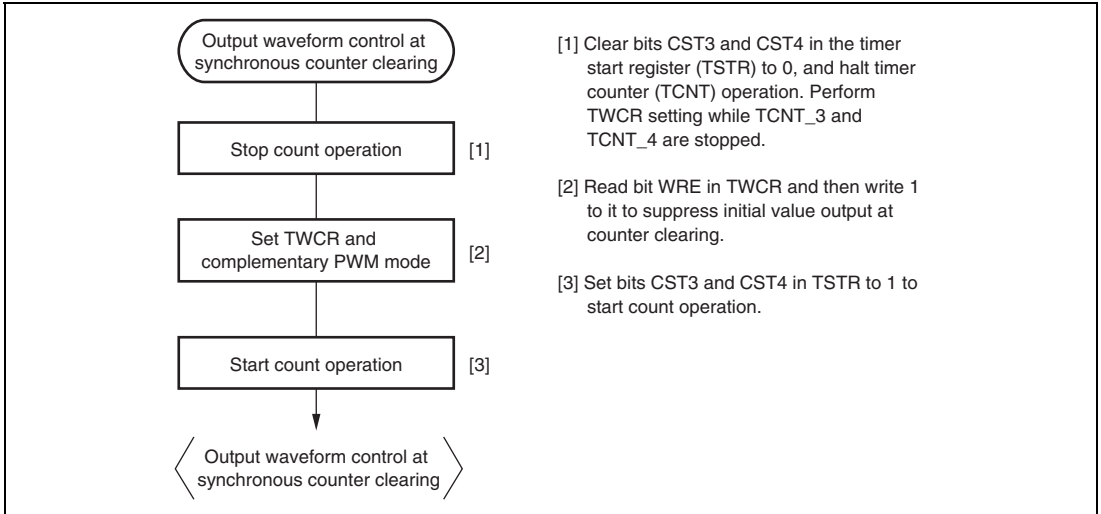 Output waveform control at
synchronous counter clearing
Stop count operation
[1]
Set TWCR and
complementary PWM mode
[2]
Start count operation
[3]
Output waveform control at
synchronous counter clearing
[1] Clear bits CST3 and CST4 in the timer
start register (TSTR) to 0, and halt timer
counter (TCNT) operation. Perform
TWCR setting while TCNT_3 and
TCNT_4 are stopped.
[2] Read bit WRE in TWCR and then write 1
to it to suppress initial value output at
counter clearing.
[3] Set bits CST3 and CST4 in TSTR to 1 to
start count operation.